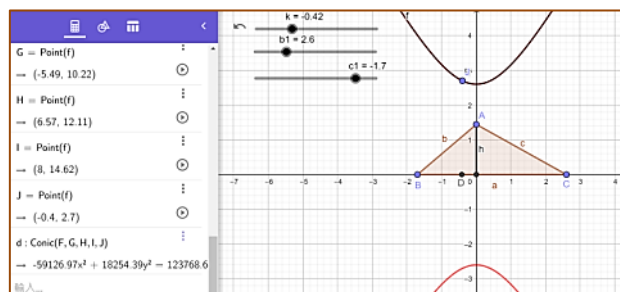 G = Point(f)
→ (-5.49, 10.22)
H = Point(f)
→ (6.57, 12.11)
I = Point(f)
→ (8, 14.62)
J = Point(f)
→ (-0.4, 2.7)
d : Conic(F, G, H, I, J)
→ -59126.97x² + 18254.39y² = 123768.6
輸入...
k = -0.42
b1 = 2.6
c1 = -1.7
f
2
A
b
c
1
h
-7 -6 -5 -4 -3 -2 -1 0 1 2 3 4
B D a C
-1
-2
-3